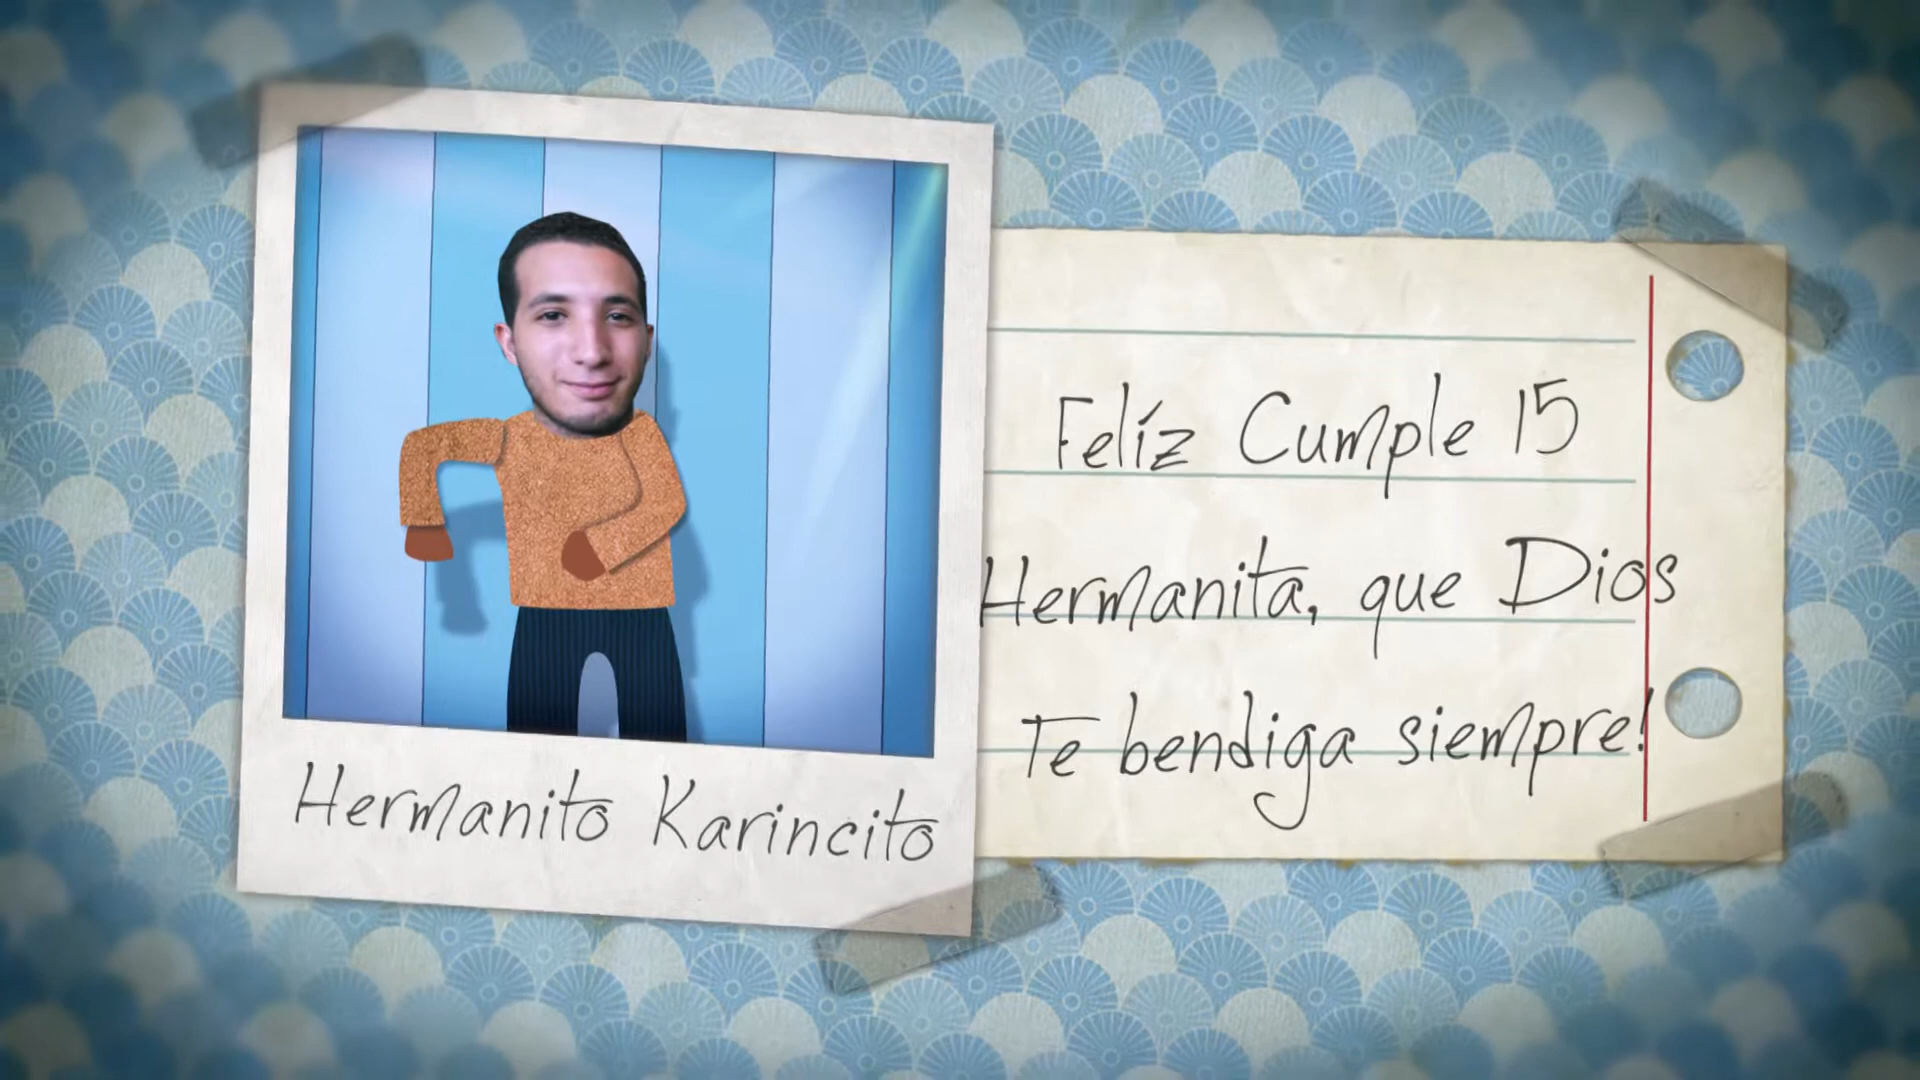 Hermanito Karincito
Felíz Cumple 15
Hermanita, que Dios
Te bendiga siempre!